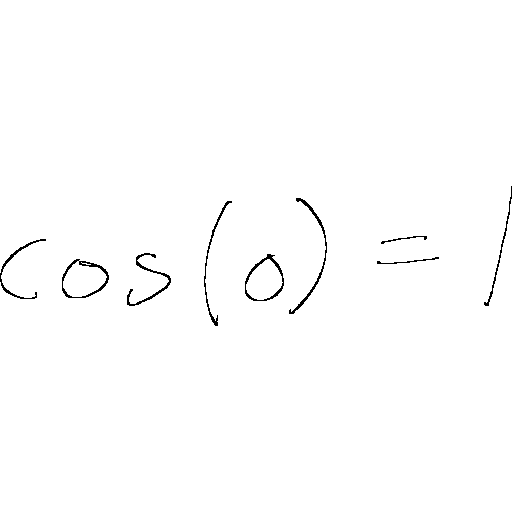 cos(0) = 1